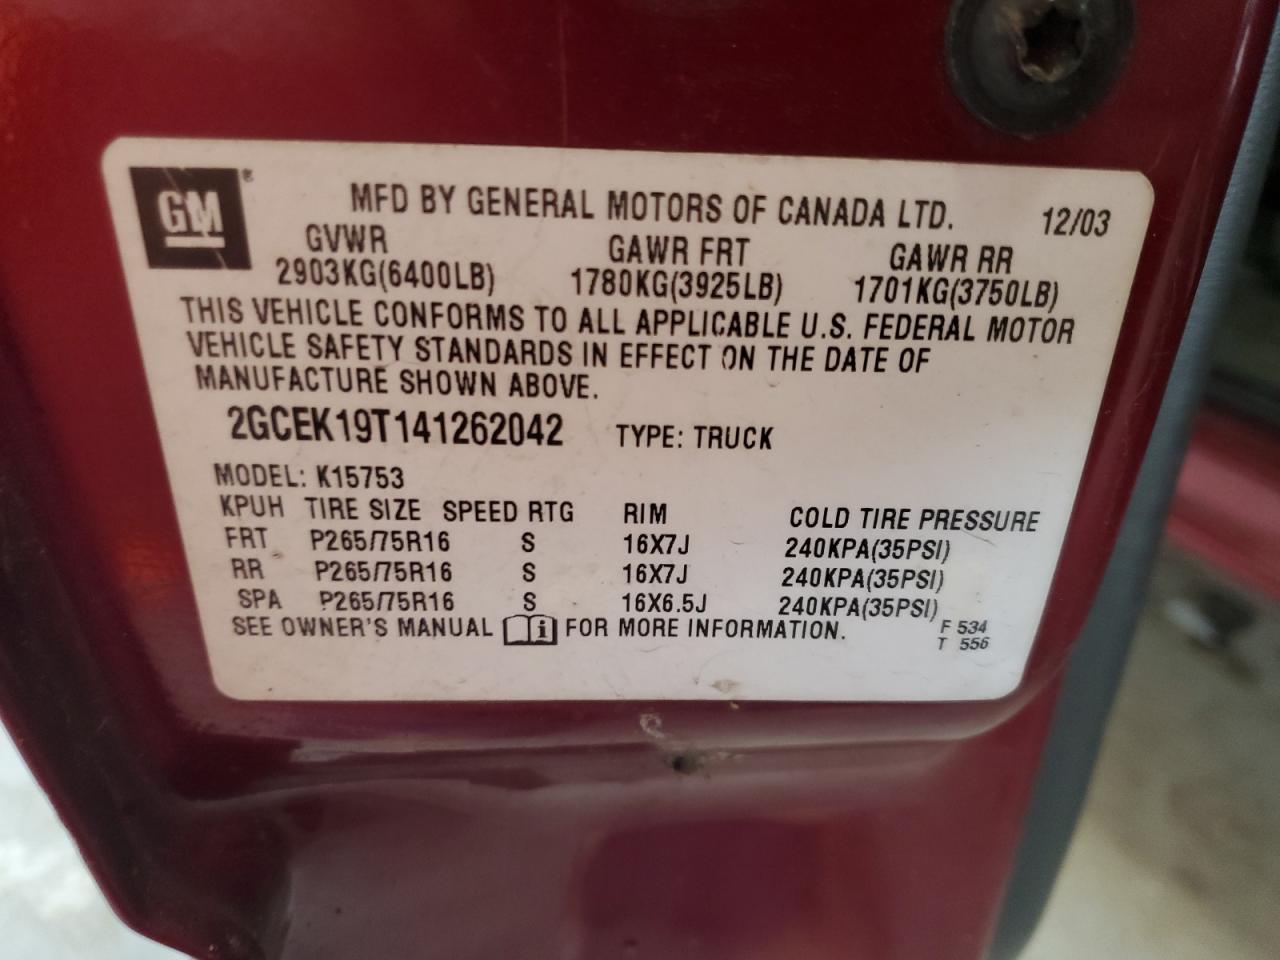 GM®
MFD BY GENERAL MOTORS OF CANADA LTD. 12/03
GVWR GAWR FRT GAWR RR
2903KG(6400LB) 1780KG(3925LB) 1701KG(3750LB)
THIS VEHICLE CONFORMS TO ALL APPLICABLE U.S. FEDERAL MOTOR
VEHICLE SAFETY STANDARDS IN EFFECT ON THE DATE OF
MANUFACTURE SHOWN ABOVE.
2GCEK19T141262042 TYPE: TRUCK
MODEL: K15753
KPUH TIRE SIZE SPEED RTG RIM COLD TIRE PRESSURE
FRT P265/75R16 S 16X7J 240KPA(35PSI)
RR P265/75R16 S 16X7J 240KPA(35PSI)
SPA P265/75R16 S 16X6.5J 240KPA(35PSI)
SEE OWNER'S MANUAL i FOR MORE INFORMATION.
F 534
T 556